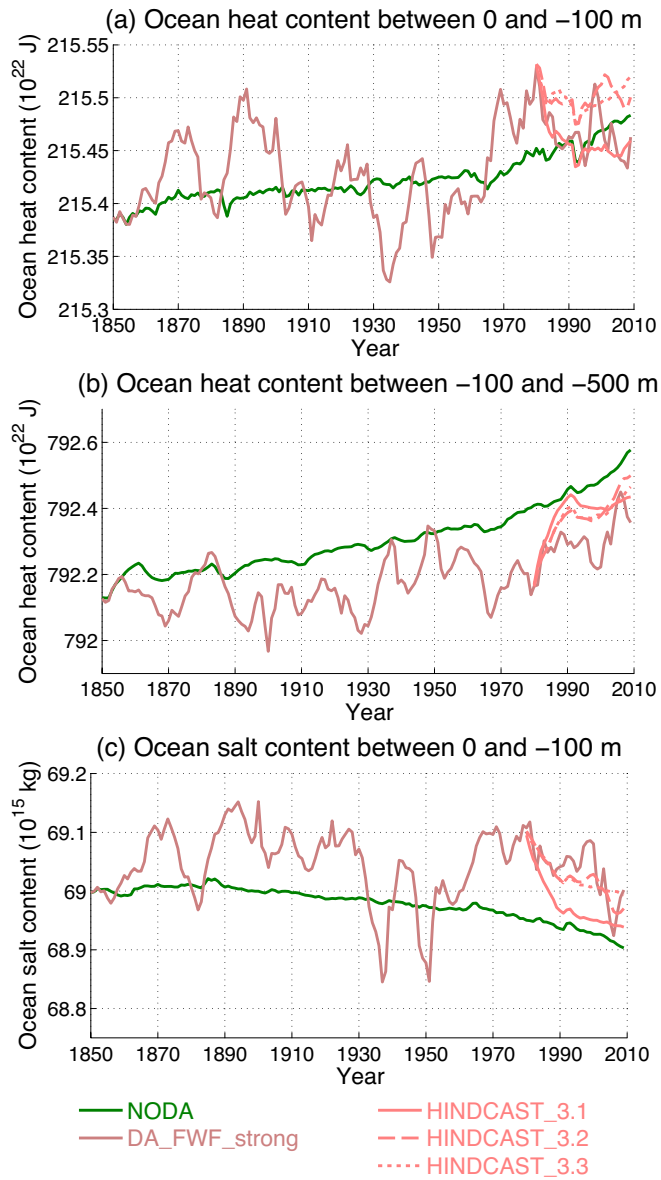 (a) Ocean heat content between 0 and −100 m
Ocean heat content (10^22 J)
215.55
215.5
215.45
215.4
215.35
215.3
1850 1870 1890 1910 1930 1950 1970 1990 2010
Year
(b) Ocean heat content between −100 and −500 m
Ocean heat content (10^22 J)
792.6
792.4
792.2
792
1850 1870 1890 1910 1930 1950 1970 1990 2010
Year
(c) Ocean salt content between 0 and −100 m
Ocean salt content (10^15 kg)
69.2
69.1
69
68.9
68.8
1850 1870 1890 1910 1930 1950 1970 1990 2010
Year
NODA
DA_FWF_strong
HINDCAST_3.1
HINDCAST_3.2
HINDCAST_3.3